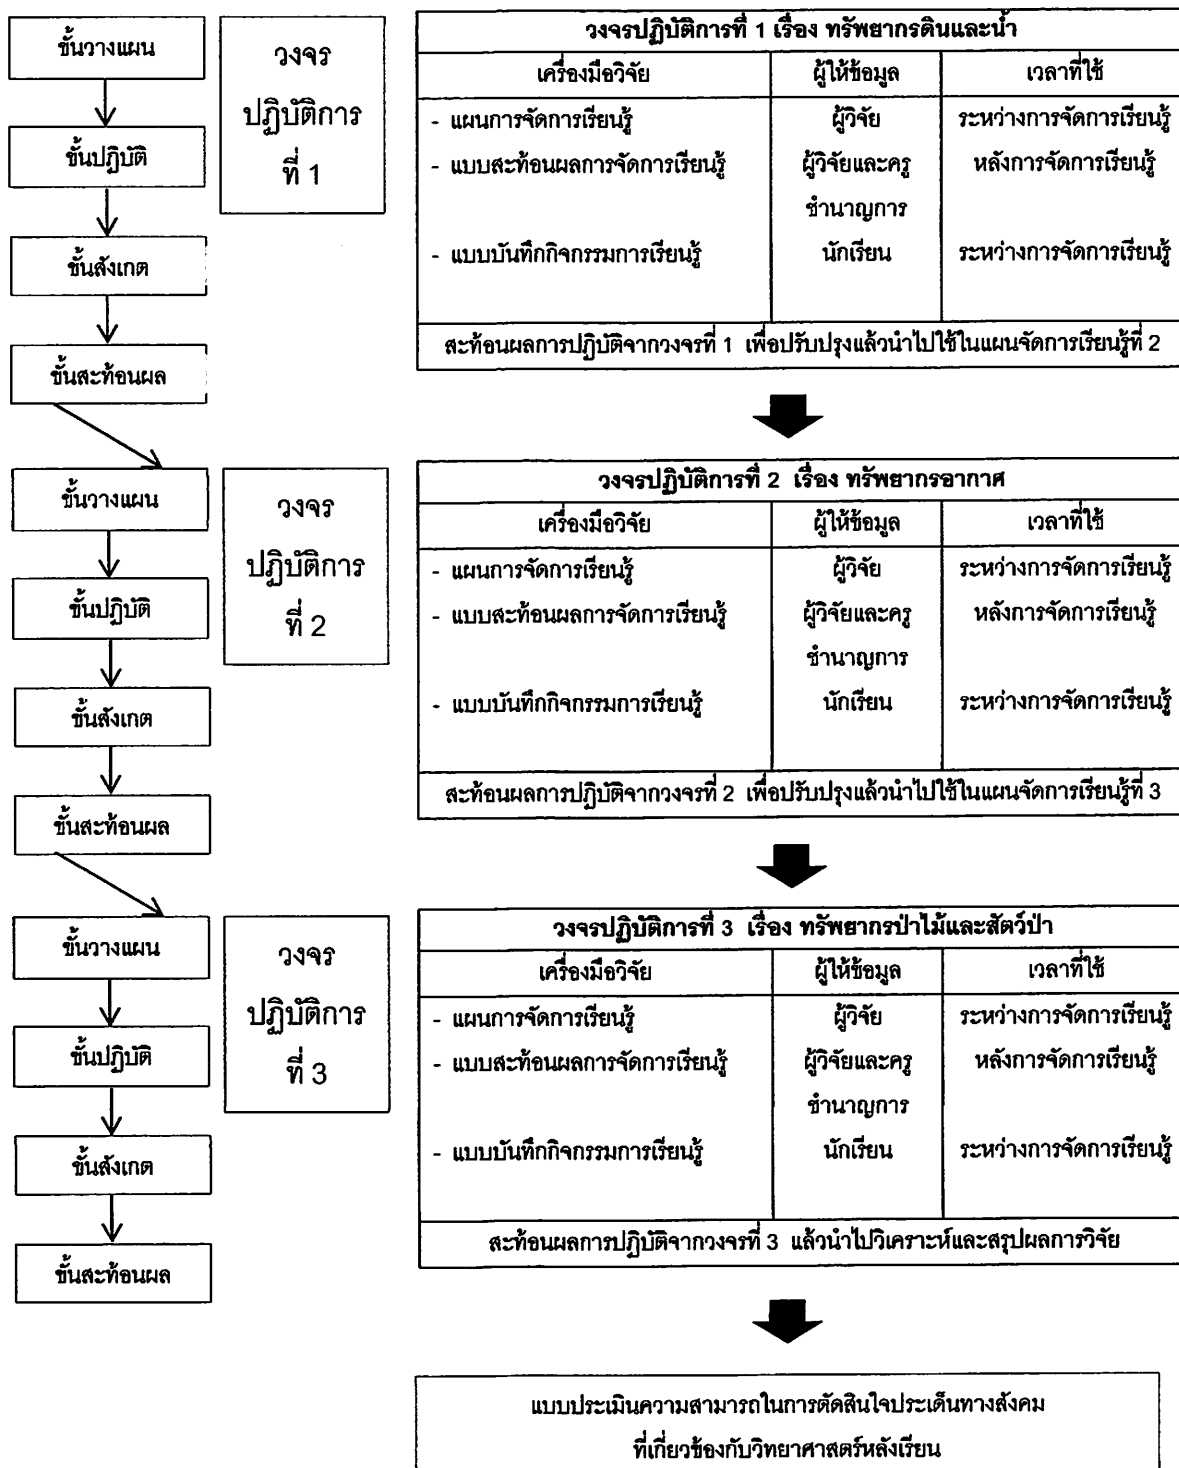 ขั้นวางแผน
ขั้นปฏิบัติ
ขั้นสังเกต
ขั้นสะท้อนผล
วงจร
ปฏิบัติการ
ที่ 1
วงจรปฏิบัติการที่ 1 เรื่อง ทรัพยากรดินและน้ำ
เครื่องมือวิจัย ผู้ให้ข้อมูล เวลาที่ใช้
- แผนการจัดการเรียนรู้ ผู้วิจัย ระหว่างการจัดการเรียนรู้
- แบบสะท้อนผลการจัดการเรียนรู้ ผู้วิจัยและครู หลังการจัดการเรียนรู้
ชำนาญการ
- แบบบันทึกกิจกรรมการเรียนรู้ นักเรียน ระหว่างการจัดการเรียนรู้
สะท้อนผลการปฏิบัติจากวงจรที่ 1 เพื่อปรับปรุงแล้วนำไปใช้ในแผนจัดการเรียนรู้ที่ 2
ขั้นวางแผน
ขั้นปฏิบัติ
ขั้นสังเกต
ขั้นสะท้อนผล
วงจร
ปฏิบัติการ
ที่ 2
วงจรปฏิบัติการที่ 2 เรื่อง ทรัพยากรอากาศ
เครื่องมือวิจัย ผู้ให้ข้อมูล เวลาที่ใช้
- แผนการจัดการเรียนรู้ ผู้วิจัย ระหว่างการจัดการเรียนรู้
- แบบสะท้อนผลการจัดการเรียนรู้ ผู้วิจัยและครู หลังการจัดการเรียนรู้
ชำนาญการ
- แบบบันทึกกิจกรรมการเรียนรู้ นักเรียน ระหว่างการจัดการเรียนรู้
สะท้อนผลการปฏิบัติจากวงจรที่ 2 เพื่อปรับปรุงแล้วนำไปใช้ในแผนจัดการเรียนรู้ที่ 3
ขั้นวางแผน
ขั้นปฏิบัติ
ขั้นสังเกต
ขั้นสะท้อนผล
วงจร
ปฏิบัติการ
ที่ 3
วงจรปฏิบัติการที่ 3 เรื่อง ทรัพยากรป่าไม้และสัตว์ป่า
เครื่องมือวิจัย ผู้ให้ข้อมูล เวลาที่ใช้
- แผนการจัดการเรียนรู้ ผู้วิจัย ระหว่างการจัดการเรียนรู้
- แบบสะท้อนผลการจัดการเรียนรู้ ผู้วิจัยและครู หลังการจัดการเรียนรู้
ชำนาญการ
- แบบบันทึกกิจกรรมการเรียนรู้ นักเรียน ระหว่างการจัดการเรียนรู้
สะท้อนผลการปฏิบัติจากวงจรที่ 3 แล้วนำไปวิเคราะห์และสรุปผลการวิจัย
แบบประเมินความสามารถในการตัดสินใจประเด็นทางสังคม
ที่เกี่ยวข้องกับวิทยาศาสตร์หลังเรียน